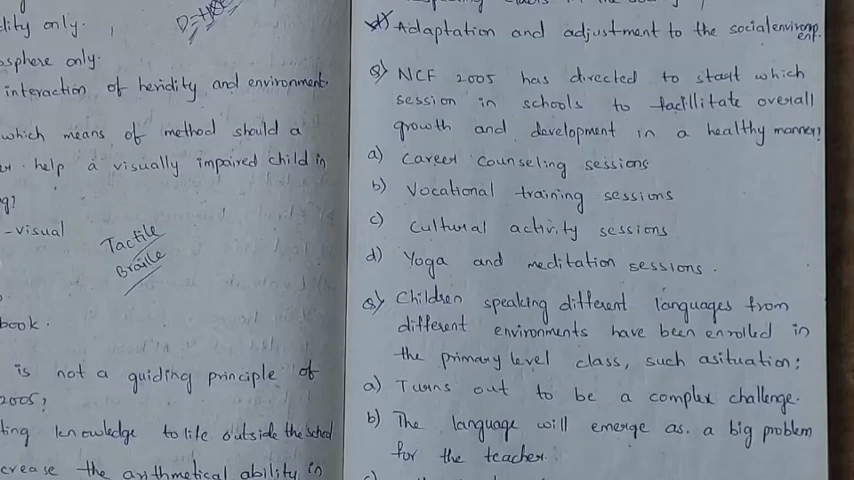 lity only.
D=H×E
osphere only.
interaction of heridity and environment.
which means of method should a
help a visually impaired child in
g?
-visual
Tactile
Braille
book.
is not a guiding principle of
2005?
ting knowledge to life outside the school
crease the arithmetical ability in
d) Adaptation and adjustment to the social environment.
Q) NCF 2005 has directed to start which
session in schools to facillitate overall
growth and development in a healthy manner?
a) Career counseling sessions
b) Vocational training sessions
c) Cultural activity sessions
d) Yoga and meditation sessions.
Q) Children speaking different languages from
different environments have been enrolled in
the primary level class, such a situation:
a) Turns out to be a complex challenge.
b) The language will emerge as a big problem
for the teacher.